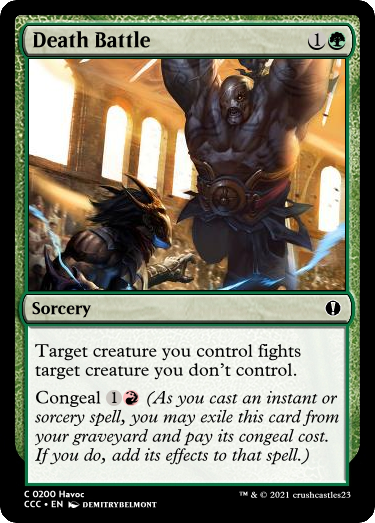 Death Battle 1
Sorcery
Target creature you control fights
target creature you don't control.
Congeal 1 (As you cast an instant or
sorcery spell, you may exile this card from
your graveyard and pay its congeal cost.
If you do, add its effects to that spell.)
C 0200 Havoc
™ & © 2021 crushcastles23
CCC • EN DEMITRYBELMONT